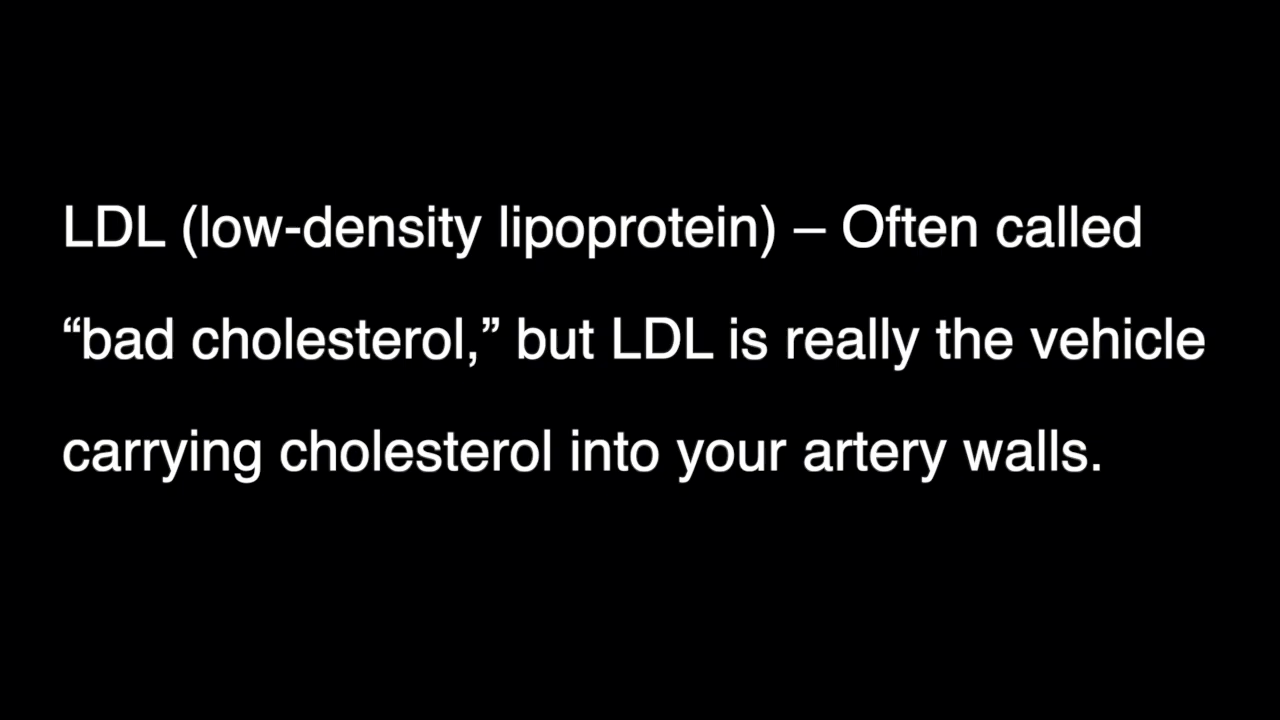 LDL (low-density lipoprotein) – Often called
“bad cholesterol,” but LDL is really the vehicle
carrying cholesterol into your artery walls.